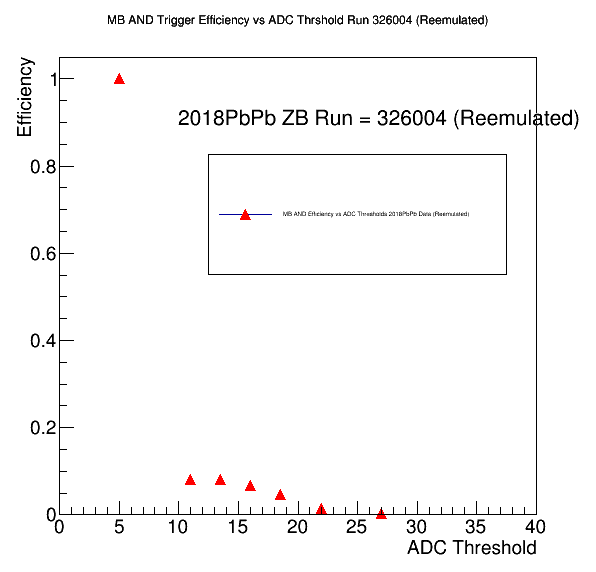 MB AND Trigger Efficiency vs ADC Thrshold Run 326004 (Reemulated)
Efficiency
1
2018PbPb ZB Run = 326004 (Reemulated)
0.8
MB AND Efficiency vs ADC Thresholds 2018PbPb Data (Reemulated)
0.6
0.4
0.2
0
0 5 10 15 20 25 30 35 40
ADC Threshold